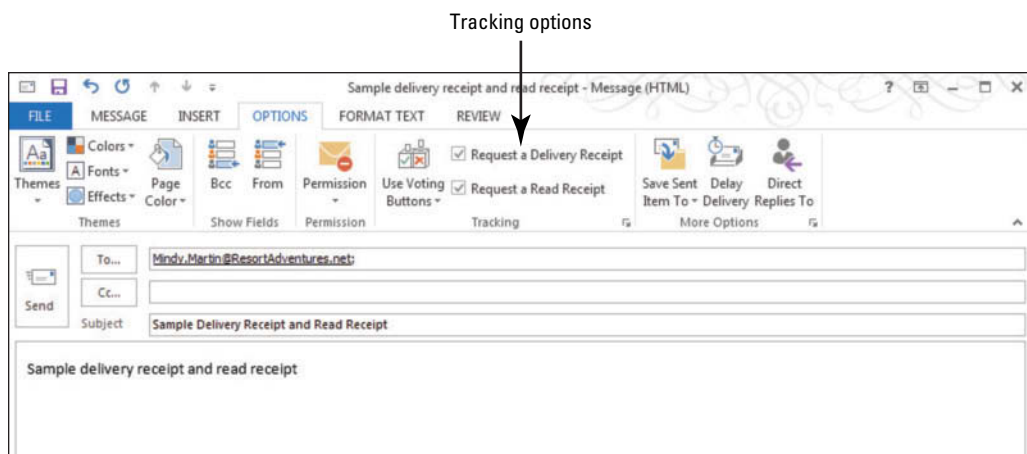 Tracking options
Sample delivery receipt and read receipt - Message (HTML)
?
FILE MESSAGE INSERT OPTIONS FORMAT TEXT REVIEW
Aa
Themes
Colors
A Fonts
Effects
Page
Color
Themes
Bcc
From
Show Fields
Permission
Permission
Use Voting
Buttons
Request a Delivery Receipt
Request a Read Receipt
Tracking
Save Sent
Item To
Delay
Delivery
Direct
Replies To
More Options
Send
To...
Mindy.Martin@ResortAdventures.net;
Cc...
Subject
Sample Delivery Receipt and Read Receipt
Sample delivery receipt and read receipt